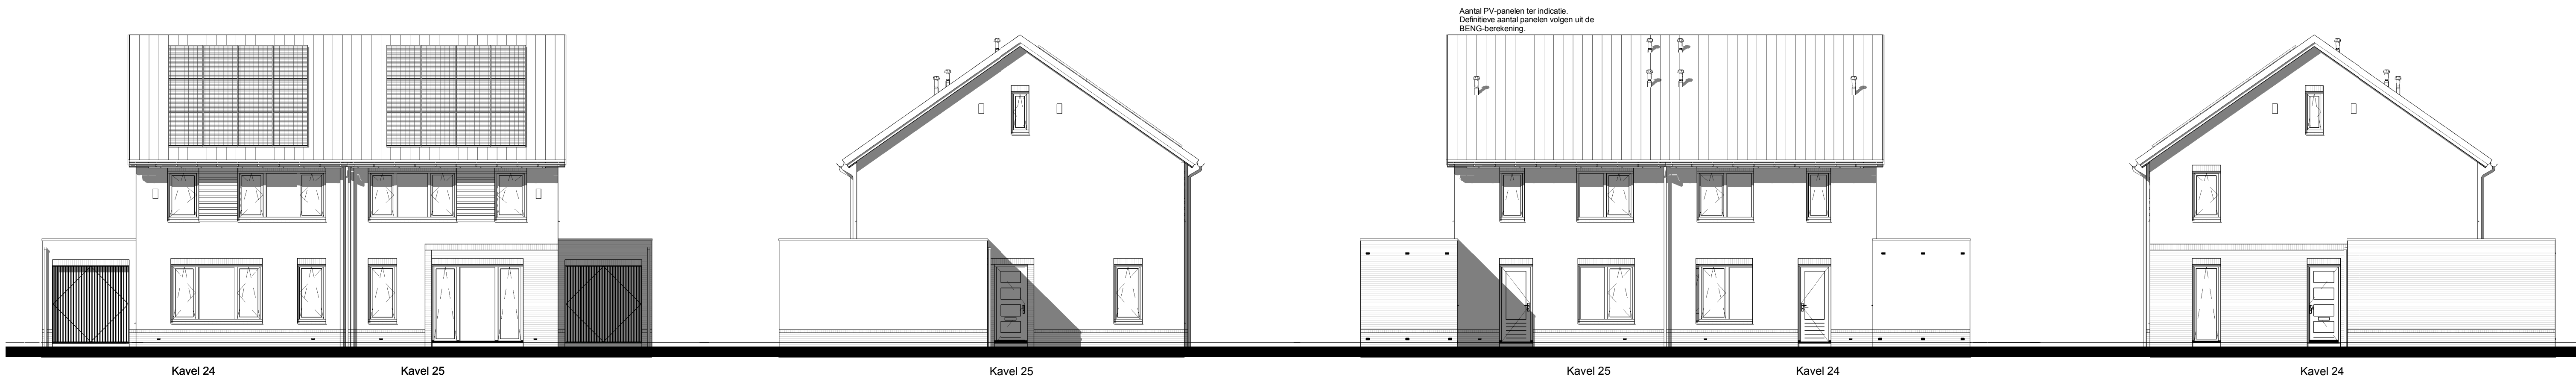 Aantal PV-panelen ter indicatie.
Definitieve aantal panelen volgen uit de
BENG-berekening.
Kavel 24
Kavel 25
Kavel 25
Kavel 25
Kavel 24
Kavel 24